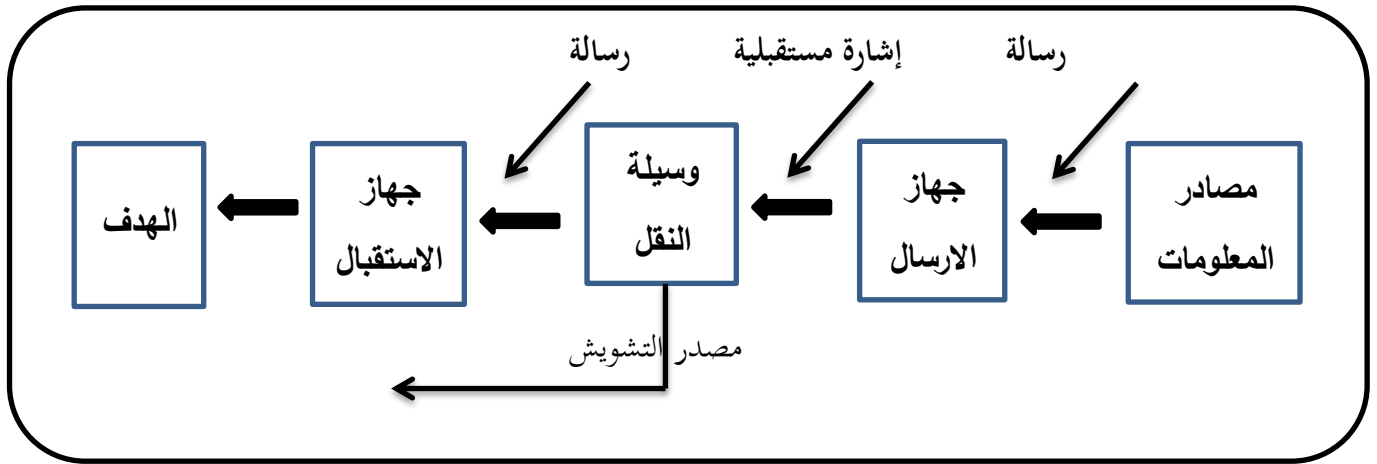 رسالة
إشارة مستقبلية
رسالة
مصادر
المعلومات
جهاز
الارسال
وسيلة
النقل
جهاز
الاستقبال
الهدف
مصدر التشويش